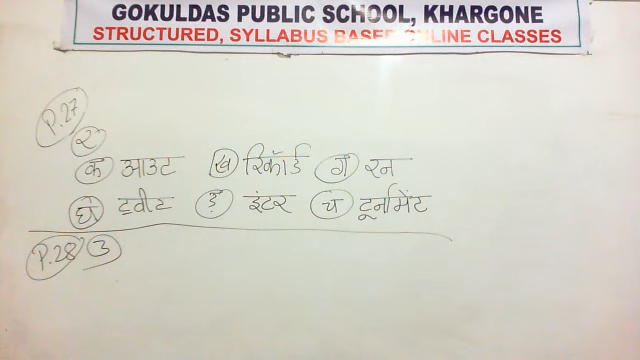 GOKULDAS PUBLIC SCHOOL, KHARGONE
STRUCTURED, SYLLABUS BASED ONLINE CLASSES
P.27
२
क आउट ख रिकॉर्ड ग रन
घ ट्वीट ङ इंटर च टूर्नामेंट
P.28 3